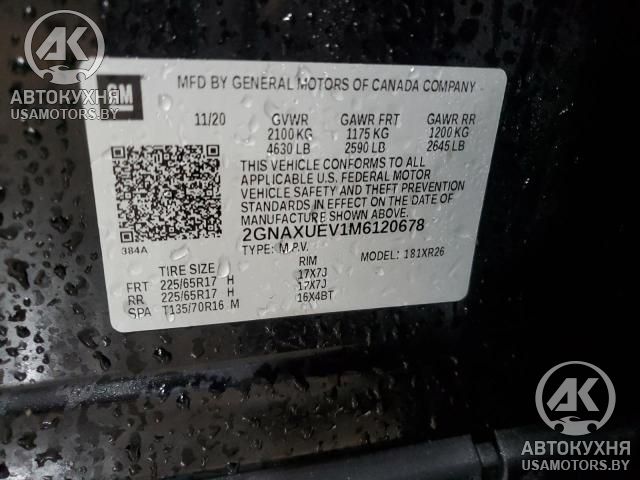 AK
АВТОКУХНЯ
USAMOTORS.BY
GM
MFD BY GENERAL MOTORS OF CANADA COMPANY
11/20 GVWR GAWR FRT GAWR RR
2100 KG 1175 KG 1200 KG
4630 LB 2590 LB 2645 LB
THIS VEHICLE CONFORMS TO ALL
APPLICABLE U.S. FEDERAL MOTOR
VEHICLE SAFETY AND THEFT PREVENTION
STANDARDS IN EFFECT ON THE DATE OF
MANUFACTURE SHOWN ABOVE.
2GNAXUEV1M6120678
384A TYPE: M.P.V. MODEL: 181XR26
TIRE SIZE RIM
FRT 225/65R17 H 17X7J
RR 225/65R17 H 17X7J
SPA T135/70R16 M 16X4BT
AK
АВТОКУХНЯ
USAMOTORS.BY